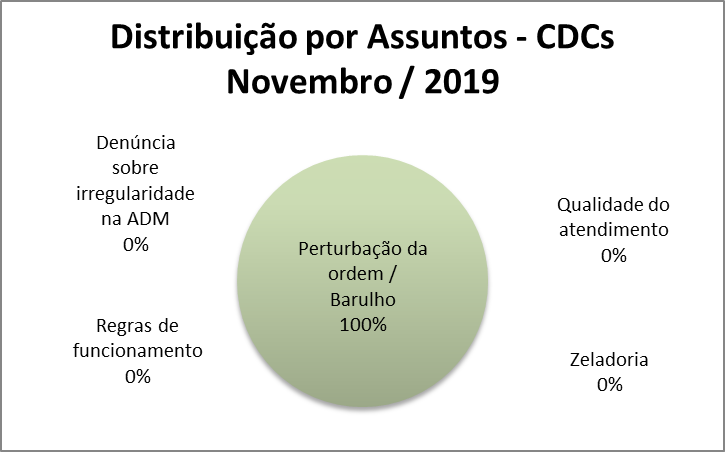 Distribuição por Assuntos - CDCs
Novembro / 2019
Denúncia
sobre
irregularidade
na ADM
0%
Qualidade do
atendimento
0%
Perturbação da
ordem /
Barulho
100%
Regras de
funcionamento
0%
Zeladoria
0%